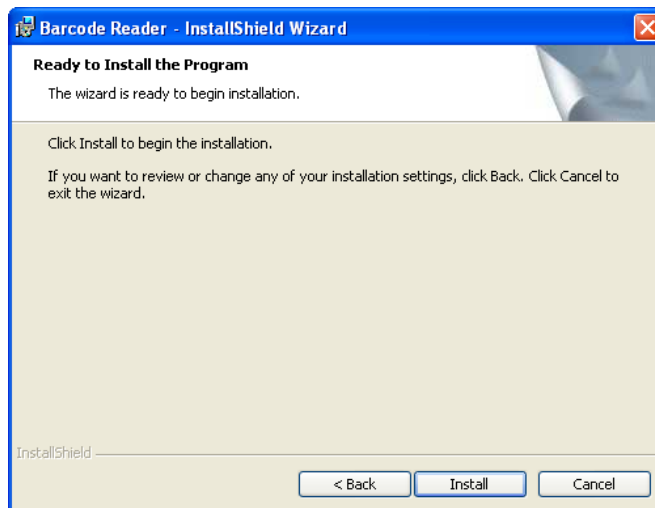 Barcode Reader - InstallShield Wizard
Ready to Install the Program
The wizard is ready to begin installation.
Click Install to begin the installation.
If you want to review or change any of your installation settings, click Back. Click Cancel to
exit the wizard.
InstallShield
< Back Install Cancel